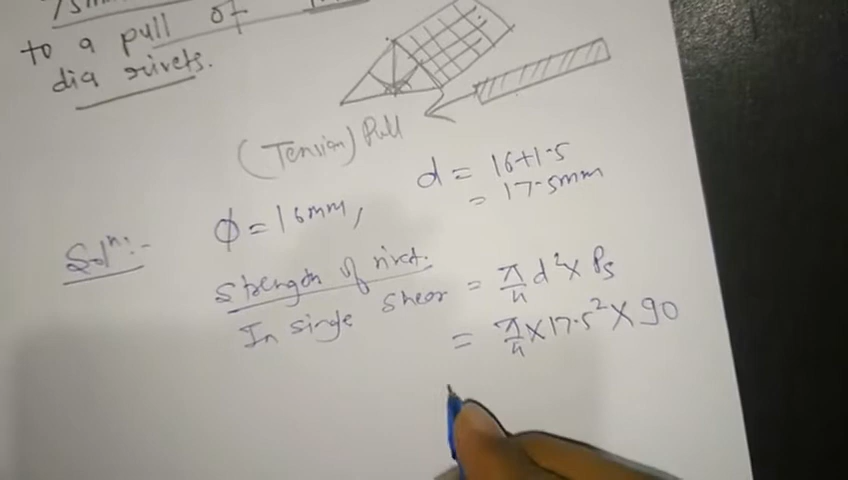 75mm
to a pull of
dia rivets.
(Tension) Pull
Solⁿ:- ϕ = 16mm, d = 16+1.5
= 17.5mm
Strength of rivet.
In single shear = π/4 d² × Ps
= π/4 × 17.5² × 90